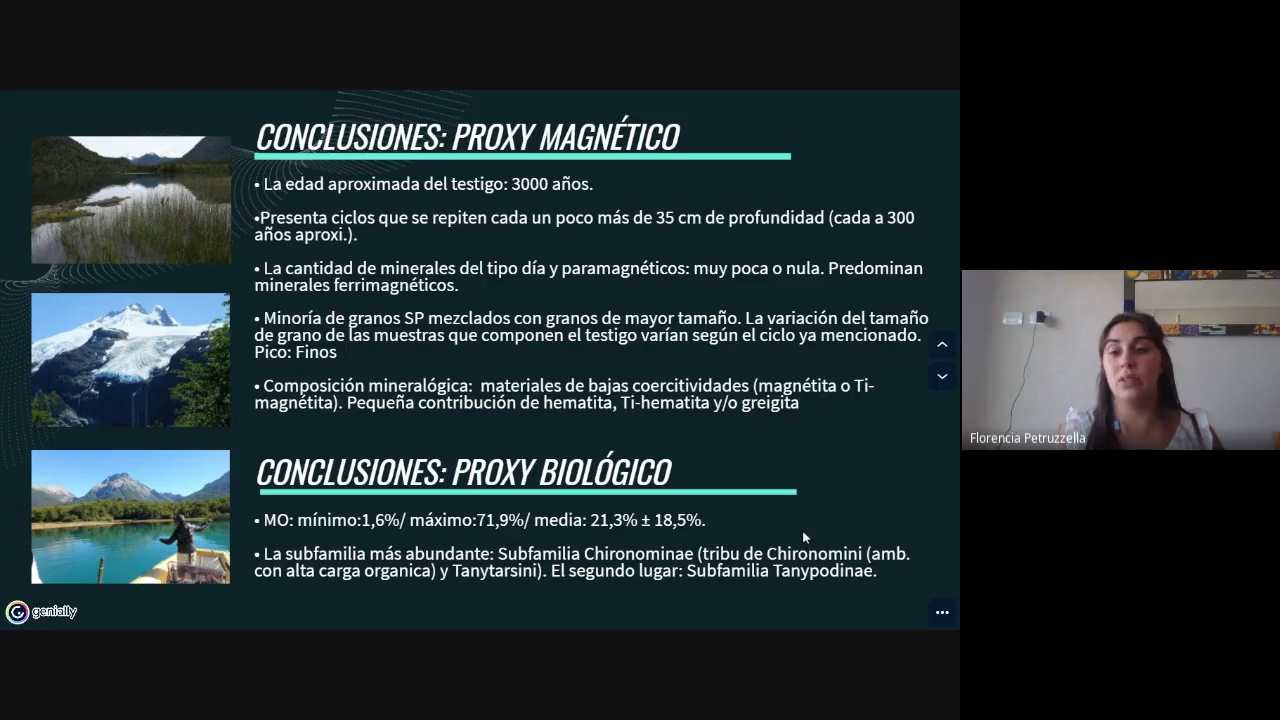 CONCLUSIONES: PROXY MAGNÉTICO
• La edad aproximada del testigo: 3000 años.
•Presenta ciclos que se repiten cada un poco más de 35 cm de profundidad (cada a 300
años aproxi.).
• La cantidad de minerales del tipo día y paramagnéticos: muy poca o nula. Predominan
minerales ferrimagnéticos.
• Minoría de granos SP mezclados con granos de mayor tamaño. La variación del tamaño
de grano de las muestras que componen el testigo varían según el ciclo ya mencionado.
Pico: Finos
• Composición mineralógica: materiales de bajas coercitividades (magnétita o Ti-
magnétita). Pequeña contribución de hematita, Ti-hematita y/o greigita
CONCLUSIONES: PROXY BIOLÓGICO
• MO: mínimo:1,6%/ máximo:71,9%/ media: 21,3% ± 18,5%.
• La subfamilia más abundante: Subfamilia Chironominae (tribu de Chironomini (amb.
con alta carga organica) y Tanytarsini). El segundo lugar: Subfamilia Tanypodinae.
genially
Florencia Petruzzella